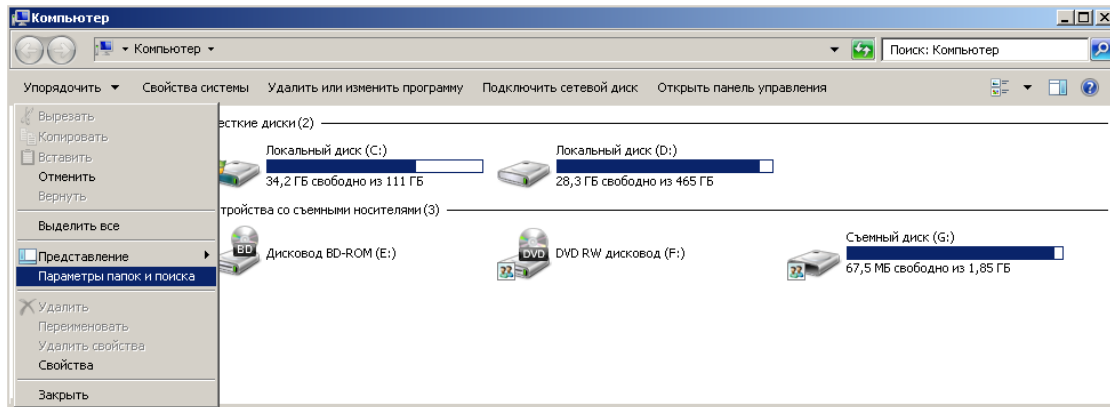 Компьютер
Компьютер
Поиск: Компьютер
Упорядочить Свойства системы Удалить или изменить программу Подключить сетевой диск Открыть панель управления
Вырезать
Копировать
Вставить
Отменить
Вернуть
Выделить все
Представление
Параметры папок и поиска
Удалить
Переименовать
Удалить свойства
Свойства
Закрыть
есткие диски (2)
Локальный диск (C:)
34,2 ГБ свободно из 111 ГБ
Локальный диск (D:)
28,3 ГБ свободно из 465 ГБ
тройства со съемными носителями (3)
BD
Дисковод BD-ROM (E:)
DVD
DVD RW дисковод (F:)
Съемный диск (G:)
67,5 МБ свободно из 1,85 ГБ